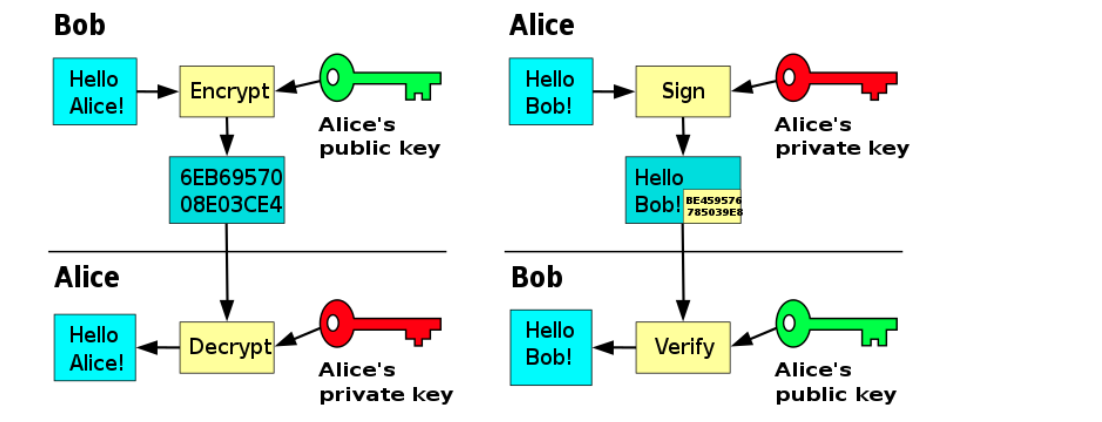 Bob
Hello
Alice!
Encrypt
Alice's
public key
6EB69570
08E03CE4
Alice
Hello
Alice!
Decrypt
Alice's
private key
Alice
Hello
Bob!
Sign
Alice's
private key
Hello
Bob!
BE459576
785039E8
Bob
Hello
Bob!
Verify
Alice's
public key